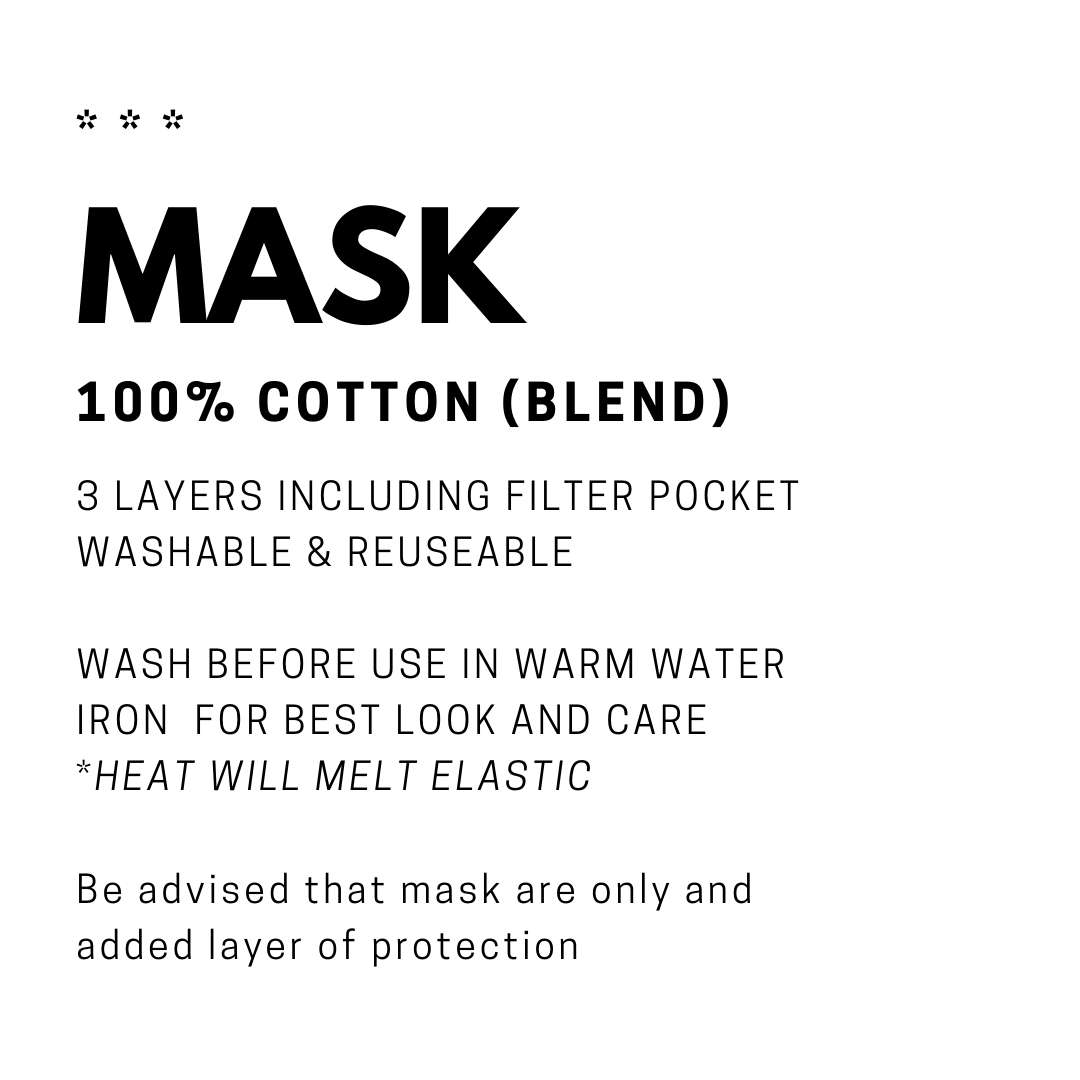 * * *
MASK
100% COTTON (BLEND)
3 LAYERS INCLUDING FILTER POCKET
WASHABLE & REUSEABLE
WASH BEFORE USE IN WARM WATER
IRON  FOR BEST LOOK AND CARE
*HEAT WILL MELT ELASTIC
Be advised that mask are only and
added layer of protection